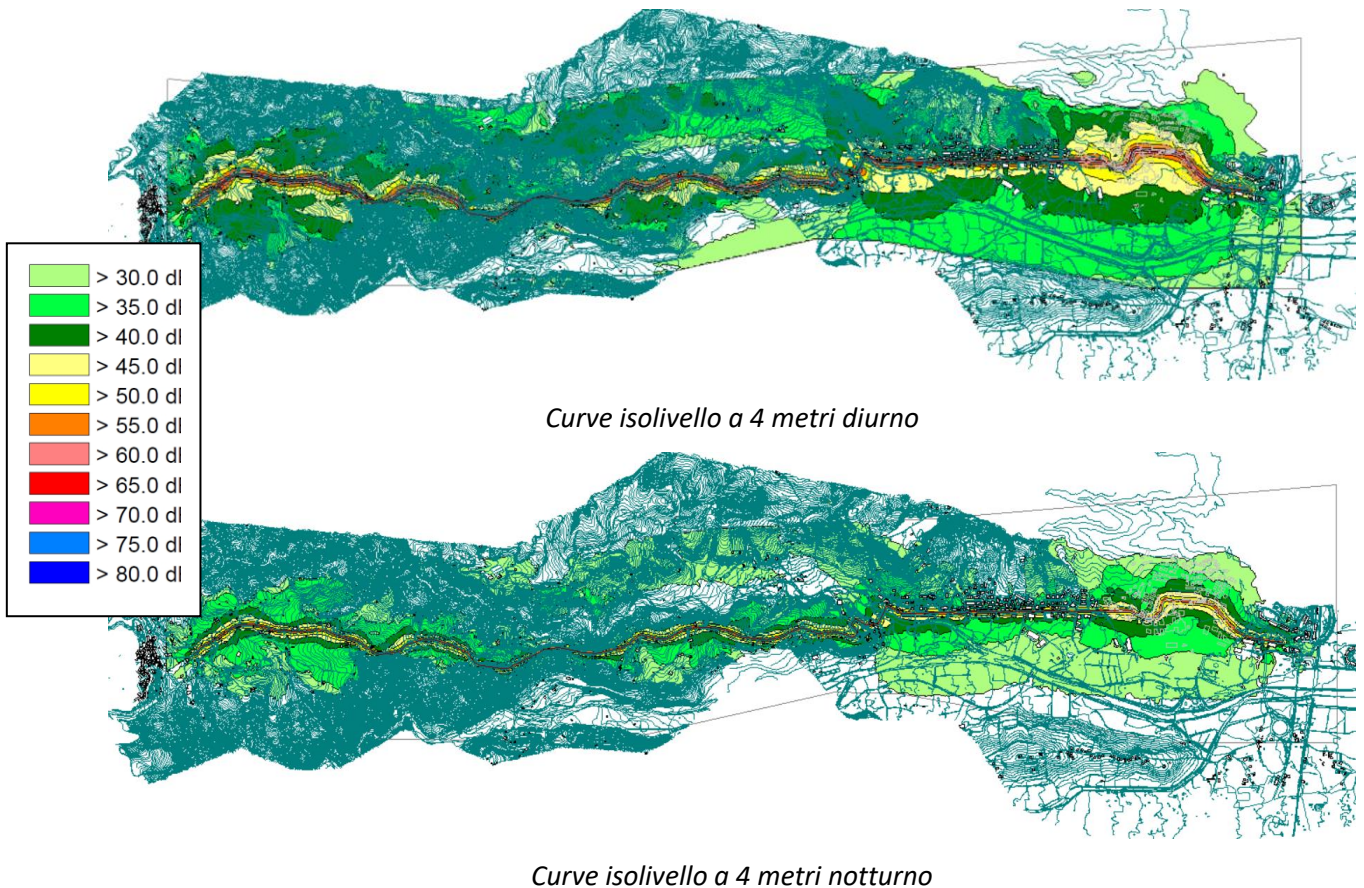 > 30.0 dl
> 35.0 dl
> 40.0 dl
> 45.0 dl
> 50.0 dl
> 55.0 dl
> 60.0 dl
> 65.0 dl
> 70.0 dl
> 75.0 dl
> 80.0 dl
Curve isolivello a 4 metri diurno
Curve isolivello a 4 metri notturno